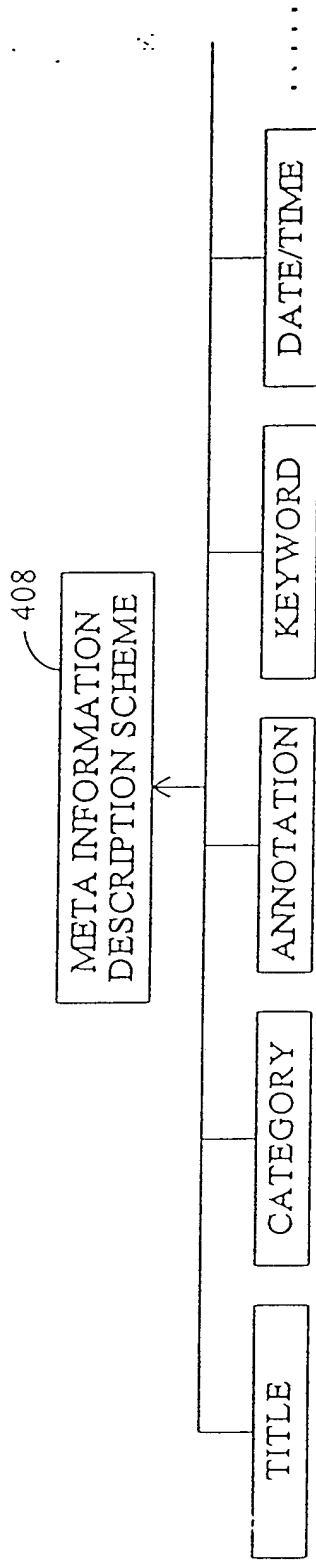 408
META INFORMATION
DESCRIPTION SCHEME
TITLE
CATEGORY
ANNOTATION
KEYWORD
DATE/TIME
......